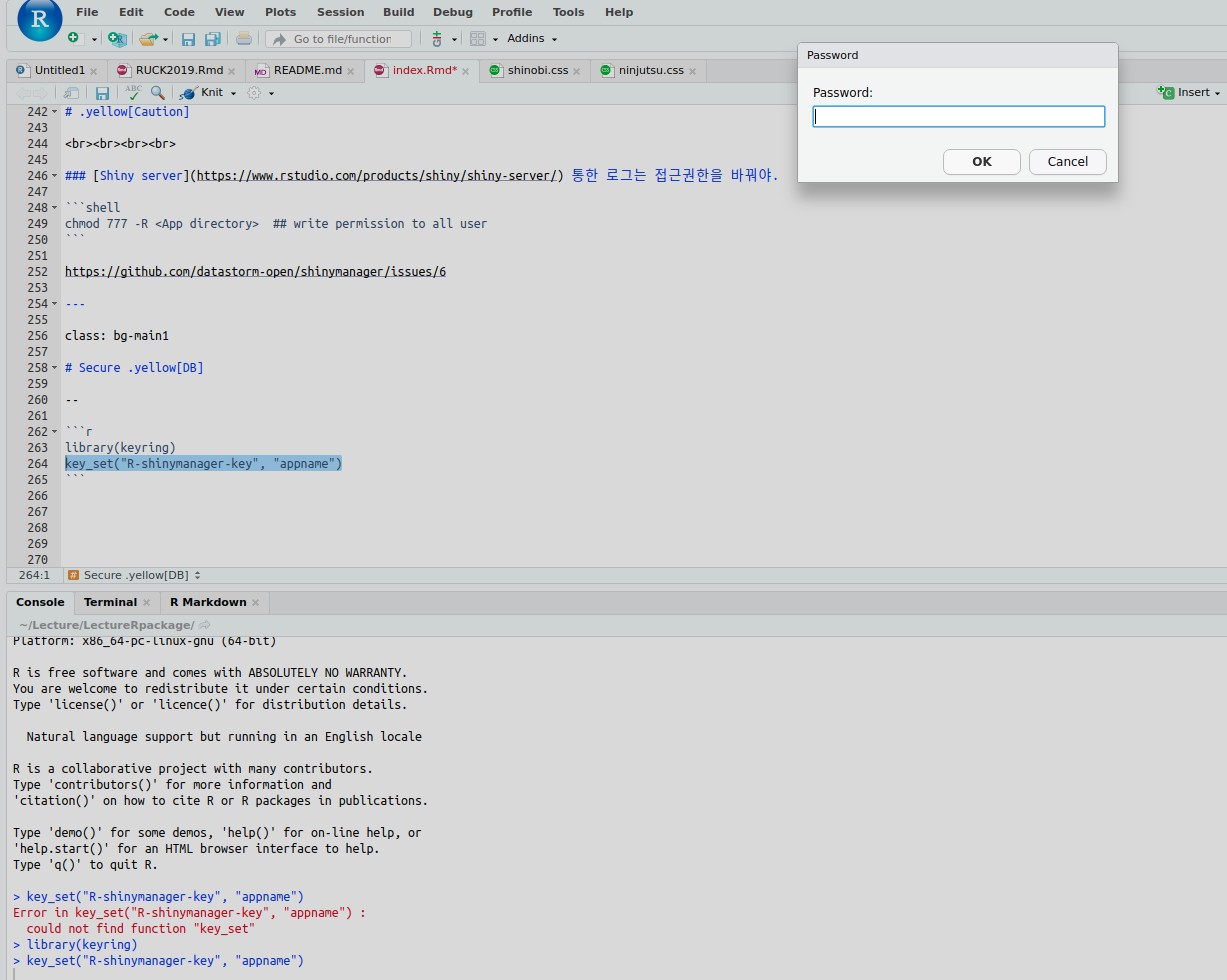 R
File Edit Code View Plots Session Build Debug Profile Tools Help
Go to file/function
Addins
Untitled1
RUCK2019.Rmd
README.md
index.Rmd*
shinobi.css
ninjutsu.css
ABC
Knit
Insert
242 # .yellow[Caution]
243
244 <br><br><br><br>
245
246 ### [Shiny server](https://www.rstudio.com/products/shiny/shiny-server/) 통한 로그는 접근권한을 바꿔야.
247
248 ```shell
249 chmod 777 -R <App directory>  ## write permission to all user
250 ```
251
252 https://github.com/datastorm-open/shinymanager/issues/6
253
254 ---
255
256 class: bg-main1
257
258 # Secure .yellow[DB]
259
260 --
261
262 ```r
263 library(keyring)
264 key_set("R-shinymanager-key", "appname")
265 ```
266
267
268
269
270
264:1 # Secure .yellow[DB]
Password
Password:
OK Cancel
Console Terminal R Markdown
~/Lecture/LectureRpackage/
Platform: x86_64-pc-linux-gnu (64-bit)
R is free software and comes with ABSOLUTELY NO WARRANTY.
You are welcome to redistribute it under certain conditions.
Type 'license()' or 'licence()' for distribution details.
Natural language support but running in an English locale
R is a collaborative project with many contributors.
Type 'contributors()' for more information and
'citation()' on how to cite R or R packages in publications.
Type 'demo()' for some demos, 'help()' for on-line help, or
'help.start()' for an HTML browser interface to help.
Type 'q()' to quit R.
> key_set("R-shinymanager-key", "appname")
Error in key_set("R-shinymanager-key", "appname") :
could not find function "key_set"
> library(keyring)
> key_set("R-shinymanager-key", "appname")